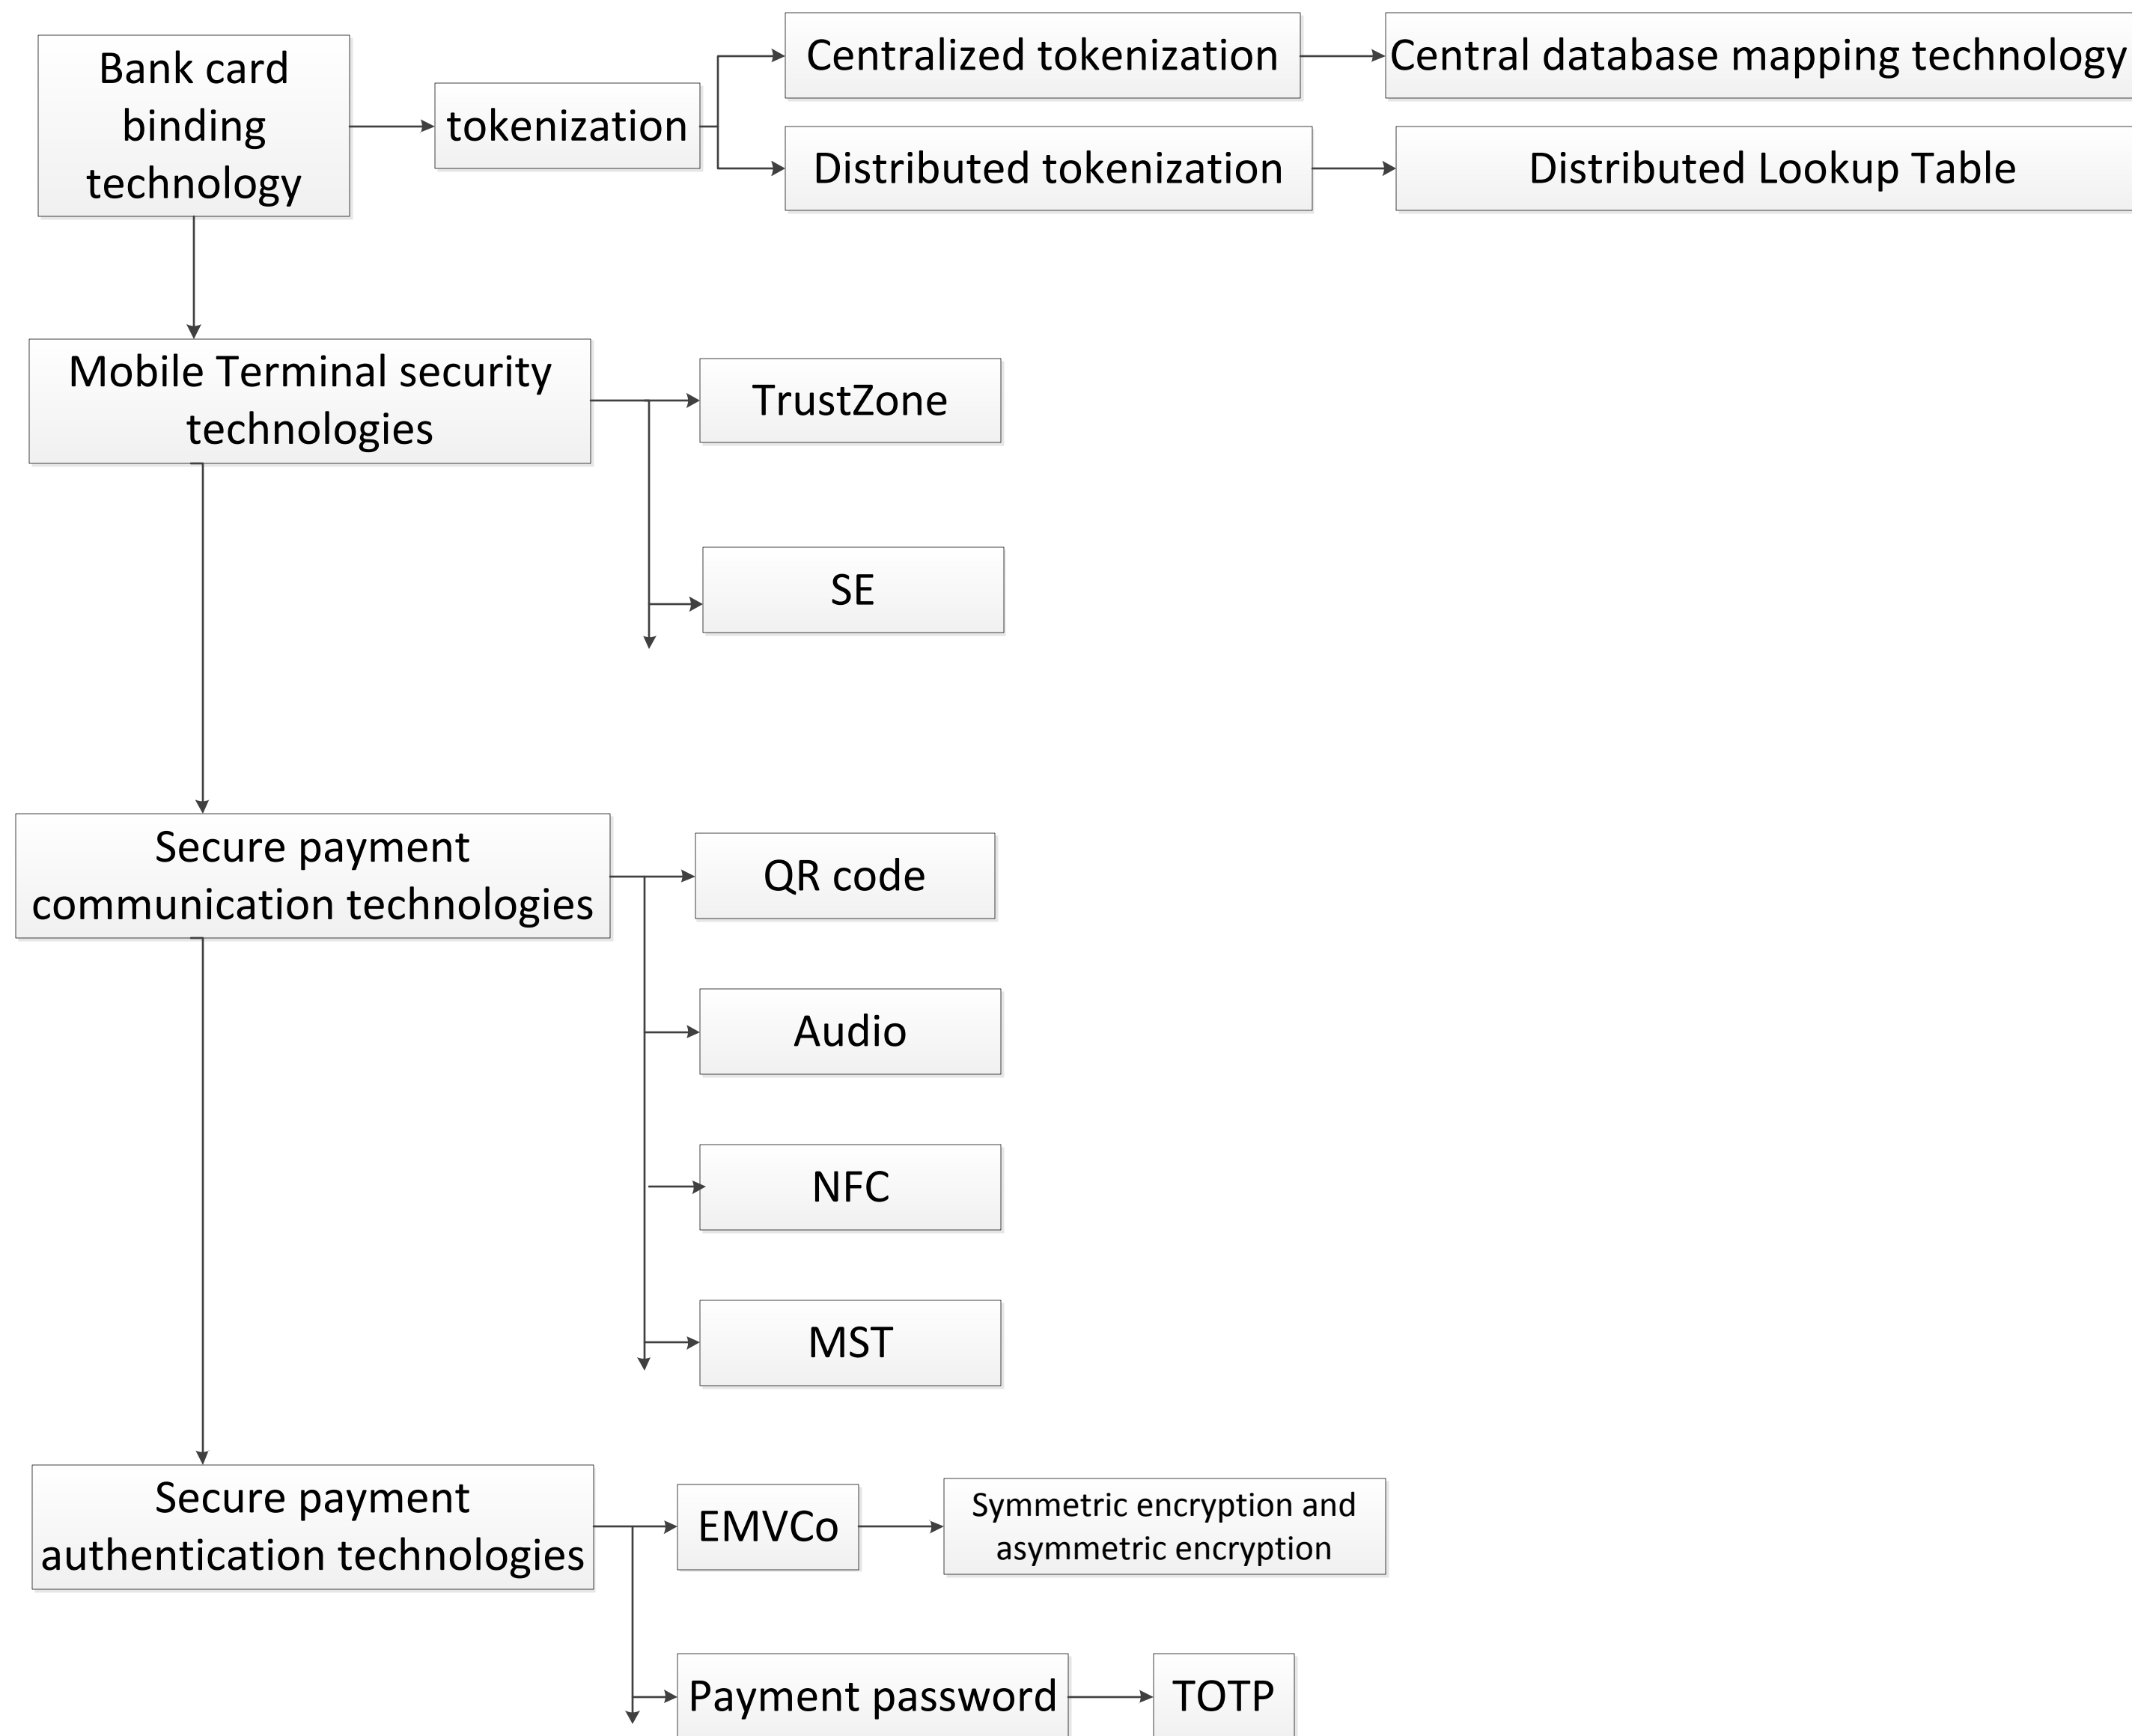 Bank card
binding
technology
tokenization
Centralized tokenization
Central database mapping technology
Distributed tokenization
Distributed Lookup Table
Mobile Terminal security
technologies
TrustZone
SE
Secure payment
communication technologies
QR code
Audio
NFC
MST
Secure payment
authentication technologies
EMVCo
Symmetric encryption and
asymmetric encryption
Payment password
TOTP